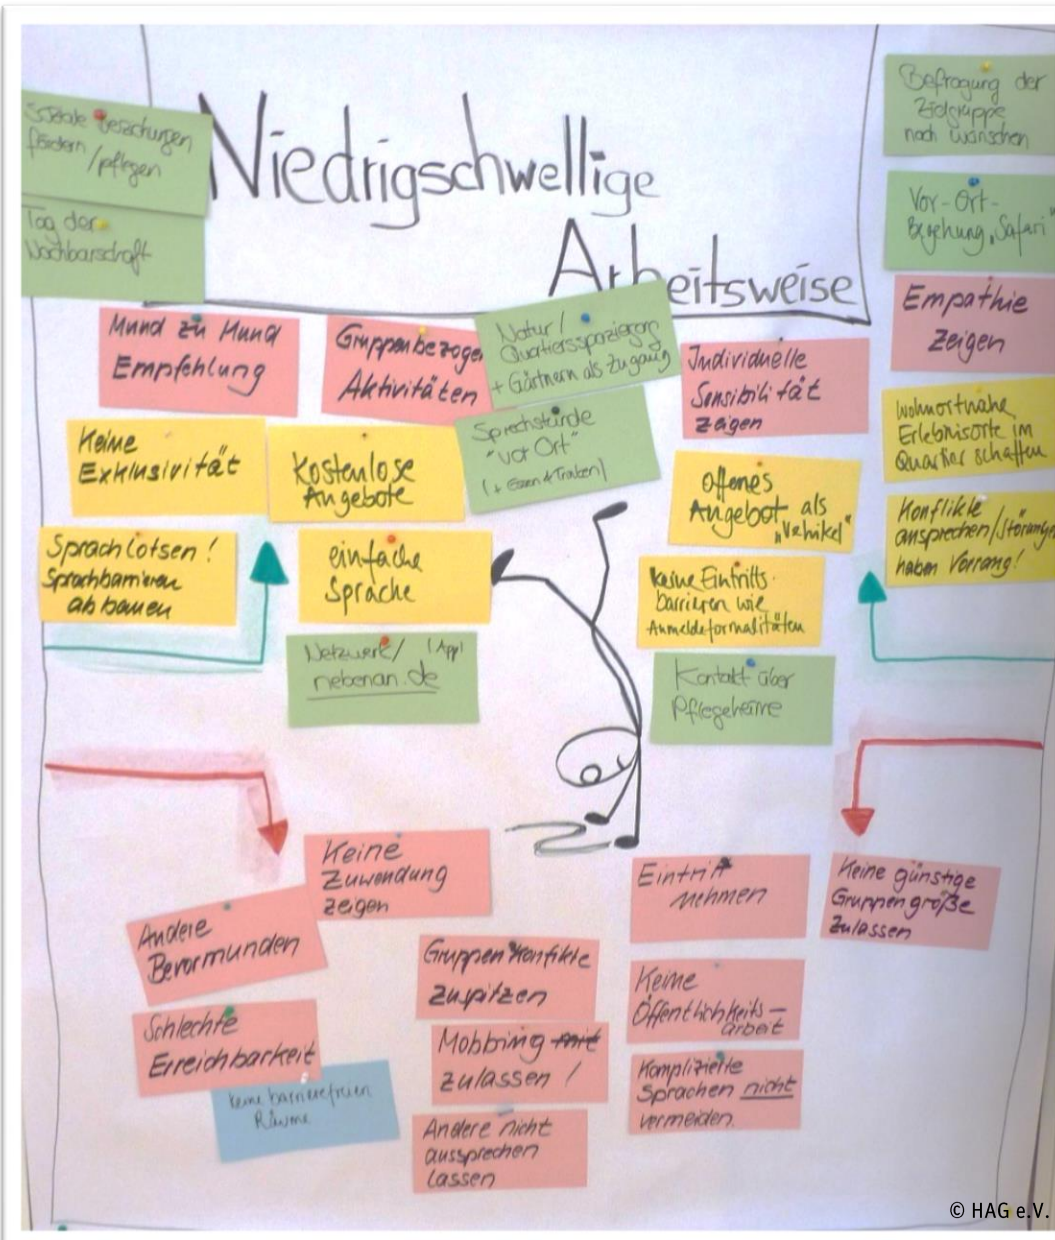 Niedrigschwellige
Arbeitsweise
Soziale Beziehungen
fördern/pflegen
Tag der
Nachbarschaft
Befragung der
Zielgruppe
nach Wünschen
Vor-Ort-
Begehung „Safari"
Empathie
zeigen
Mund zu Mund
Empfehlung
Gruppenbezogen
Aktivitäten
Natur/
Quartiersspaziergang
+ Gärtnern als Zugang
Individuelle
Sensibilität
zeigen
Keine
Exklusivität
Kostenlose
Angebote
Sprechstunde
"vor Ort"
(+ Essen & Trinken)
Offenes
Angebot als
„Vehikel"
wohnortnahe
Erlebnisorte im
Quartier schaffen
Konflikte
ansprechen/Störungen
haben Vorrang!
Sprachlotsen!
Sprachbarrieren
abbauen
einfache
Sprache
keine Eintritts-
barrieren wie
Anmeldeformalitäten
Netzwerk/ (App)
nebenan.de
Kontakt über
Pflegeheime
Keine
Zuwendung
zeigen
Andere
Bevormunden
Schlechte
Erreichbarkeit
keine barrierefreien
Räume
Gruppenkonflikte
zuspitzen
Mobbing mit
zulassen!
Andere nicht
aussprechen
lassen
Eintritt
nehmen
Keine
Öffentlichkeits-
arbeit
Komplizierte
Sprachen nicht
vermeiden.
Keine günstige
Gruppengröße
zulassen
© HAG e.V.